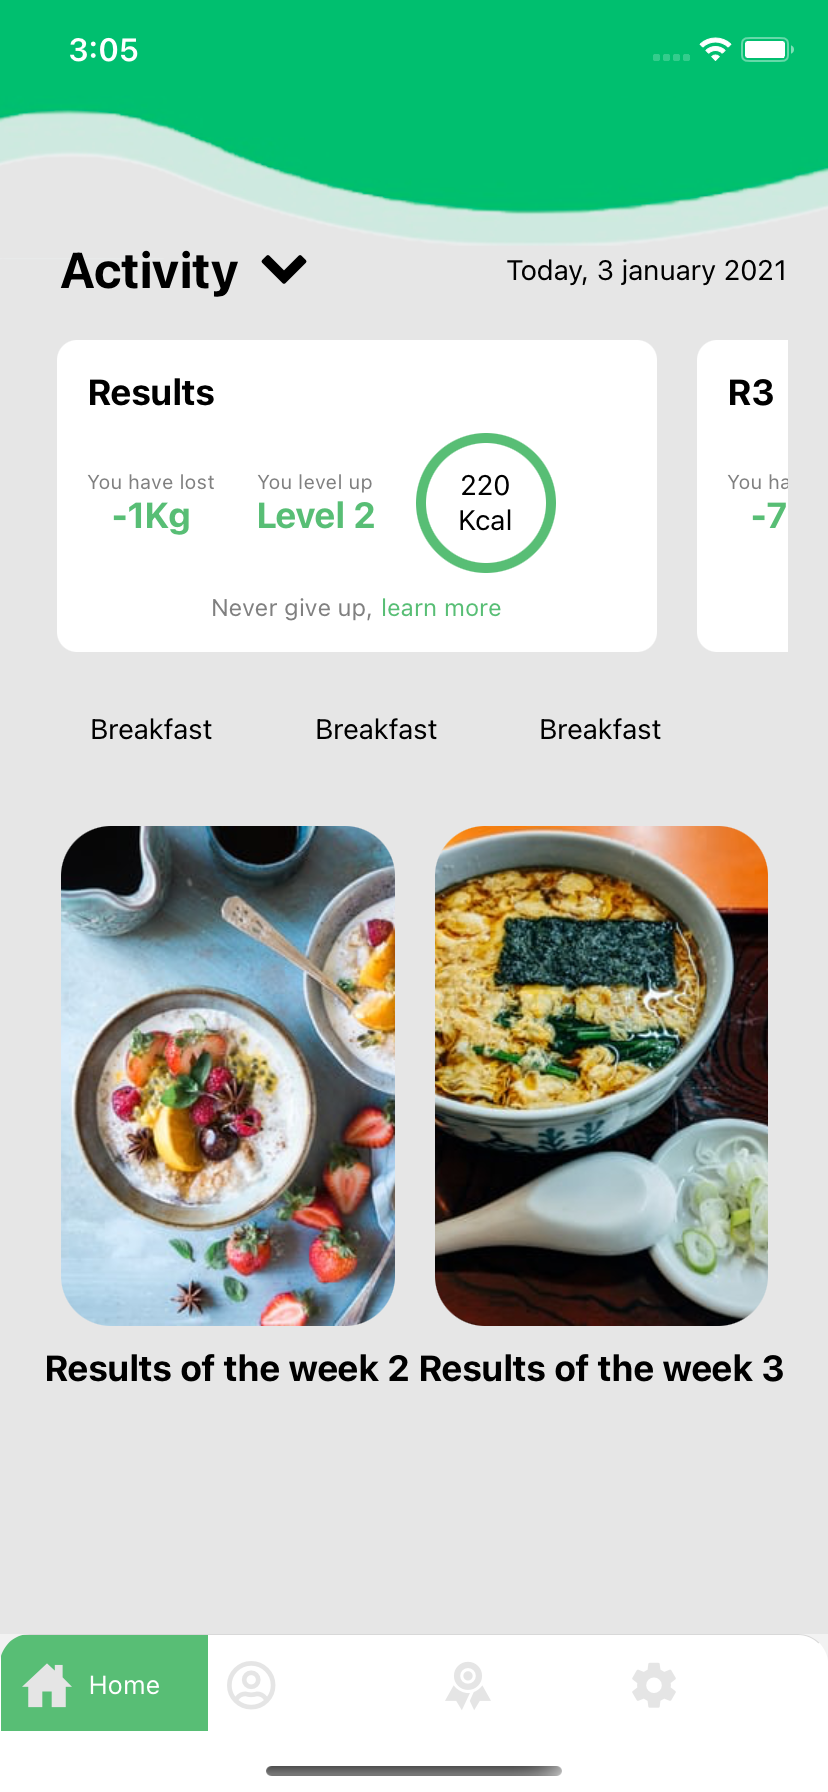 3:05
Activity
Today, 3 january 2021
Results
You have lost
-1Kg
You level up
Level 2
220
Kcal
Never give up, learn more
R3
You ha
-7
Breakfast
Breakfast
Breakfast
Results of the week 2
Results of the week 3
Home